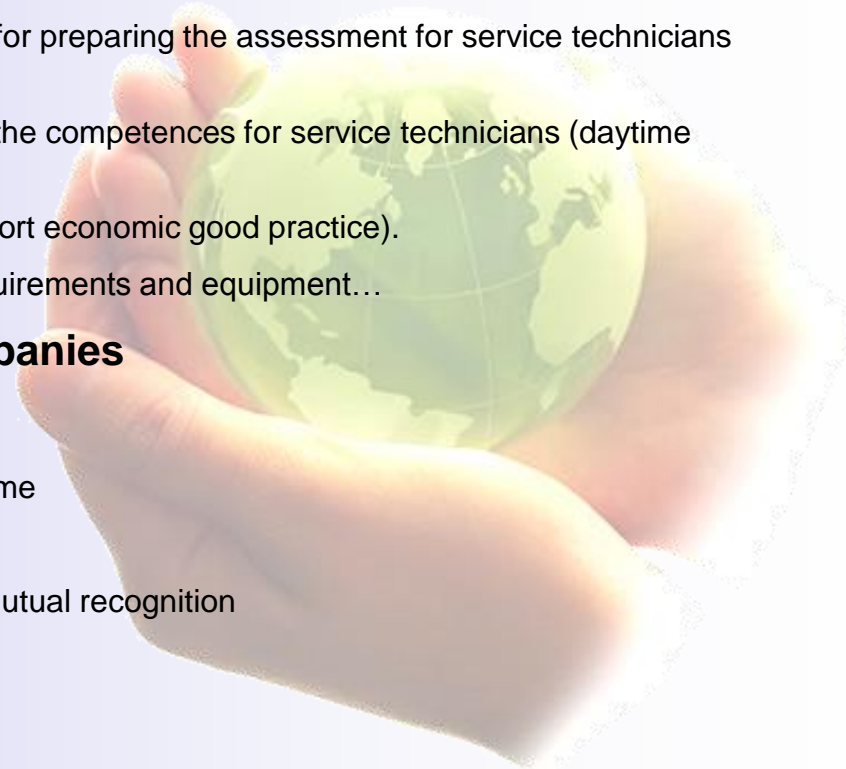 for preparing the assessment for service technicians
the competences for service technicians (daytime
ort economic good practice).
uirements and equipment…
panies
me
utual recognition